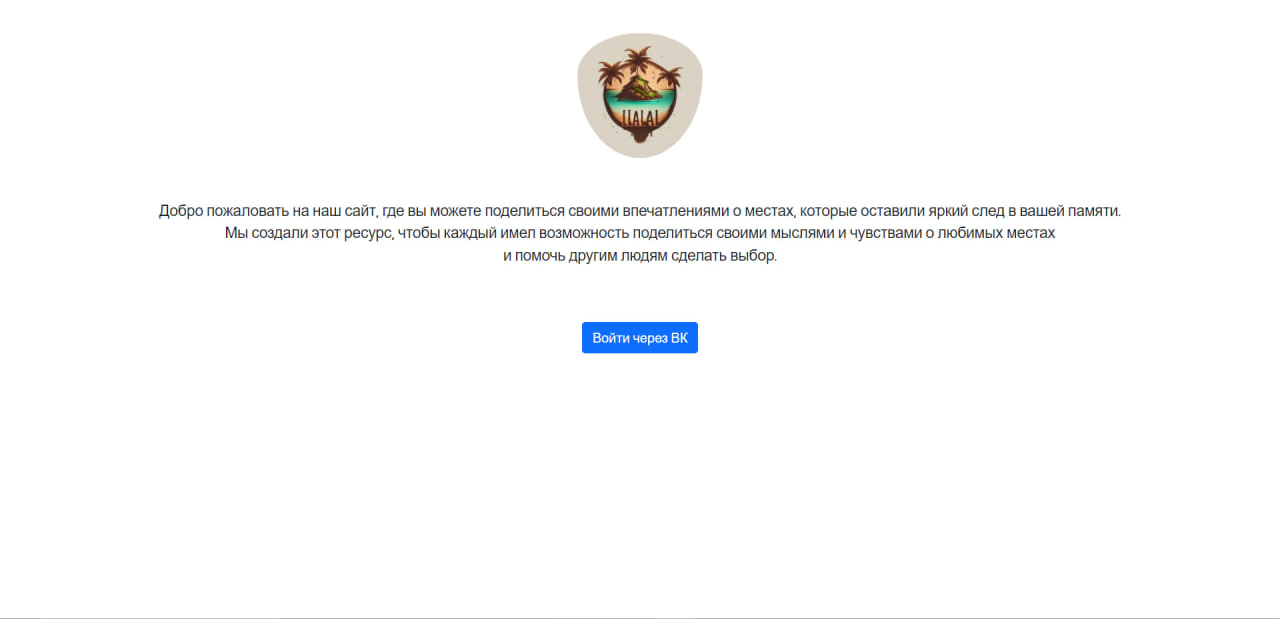 Добро пожаловать на наш сайт, где вы можете поделиться своими впечатлениями о местах, которые оставили яркий след в вашей памяти.
Мы создали этот ресурс, чтобы каждый имел возможность поделиться своими мыслями и чувствами о любимых местах
и помочь другим людям сделать выбор.
Войти через ВК